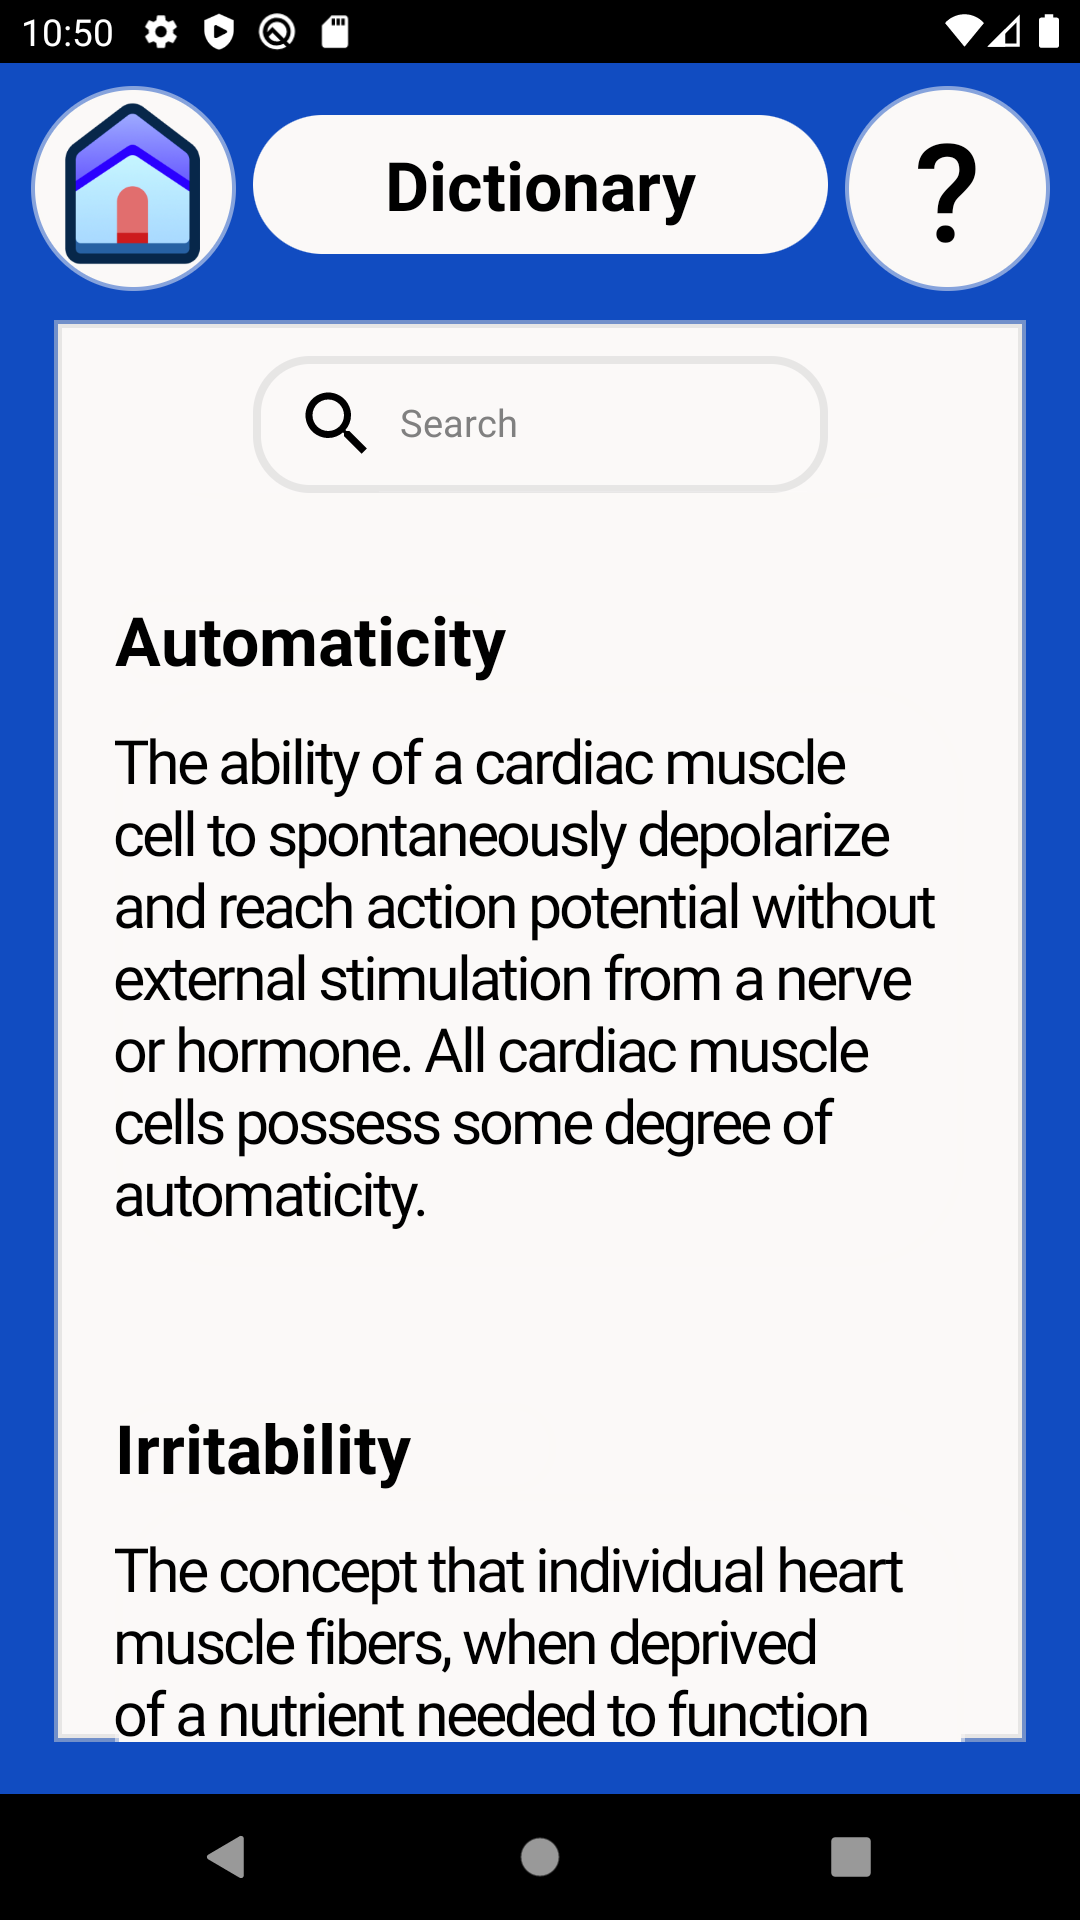 10:50
Dictionary
?
Search
Automaticity
The ability of a cardiac muscle
cell to spontaneously depolarize
and reach action potential without
external stimulation from a nerve
or hormone. All cardiac muscle
cells possess some degree of
automaticity.
Irritability
The concept that individual heart
muscle fibers, when deprived
of a nutrient needed to function